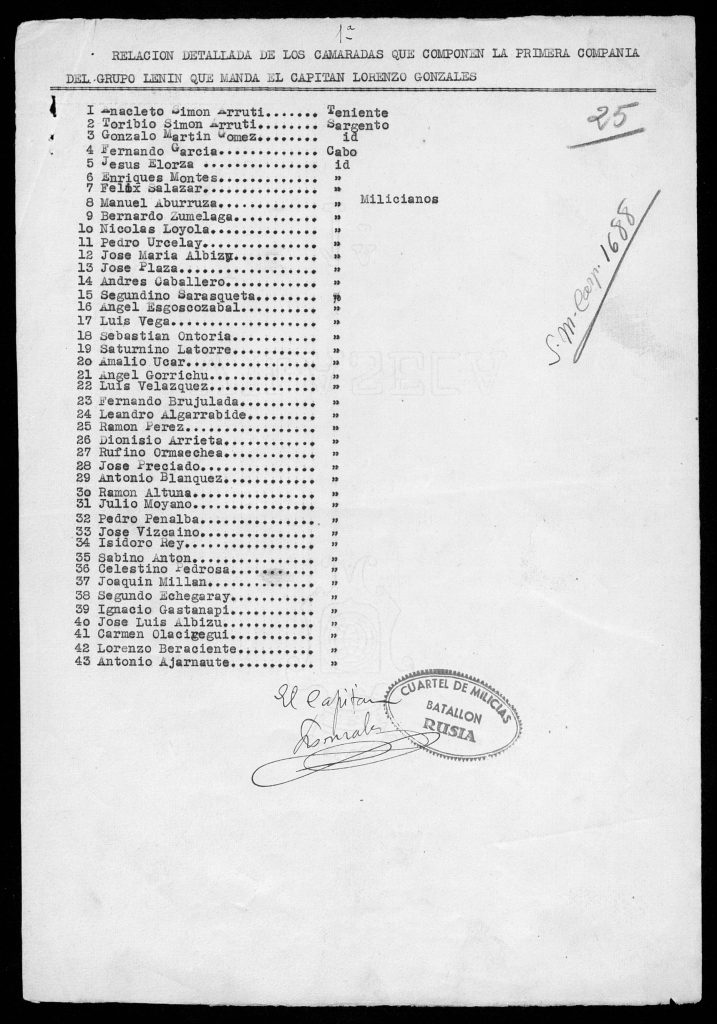 1ª
RELACION DETALLADA DE LOS CAMARADAS QUE COMPONEN LA PRIMERA COMPANIA
DEL GRUPO LENIN QUE MANDA EL CAPITAN LORENZO GONZALES
25
I Anacleto Simon Arruti....... Teniente
2 Toribio Simon Arruti........ Sargento
3 Gonzalo Martin Gomez........ id
4 Fernando Garcia............. Cabo
5 Jesus Elorza ............... id
6 Enriques Montes............. "
7 Felix Salazar............... "
8 Manuel Aburruza............. " Milicianos
9 Bernardo Zumelaga........... "
10 Nicolas Loyola............. "
11 Pedro Urcelay.............. "
12 Jose Maria Albizu.......... "
13 Jose Plaza................. "
14 Andres Caballero........... "
15 Segundino Sarasqueta....... "
16 Angel Esgoscozabal......... "
17 Luis Vega.................. "
18 Sebastian Ontoria.......... "
19 Saturnino Latorre.......... "
20 Amalio Ucar................ "
21 Angel Gorrichu............. "
22 Luis Velazquez............. "
23 Fernando Brujulada......... "
24 Leandro Algarrabide........ "
25 Ramon Perez................ "
26 Dionisio Arrieta........... "
27 Rufino Ormaechea........... "
28 Jose Preciado.............. "
29 Antonio Blanquez........... "
30 Ramon Altuna............... "
31 Julio Moyano............... "
32 Pedro Penalba.............. "
33 Jose Vizcaino.............. "
34 Isidoro Rey................ "
35 Sabino Anton............... "
36 Celestino Pedrosa.......... "
37 Joaquin Millan............. "
38 Segundo Echegaray.......... "
39 Ignacio Gastanapi.......... "
40 Jose Luis Albizu........... "
41 Carmen Olaciregui.......... "
42 Lorenzo Beraciente......... "
43 Antonio Ajarnaute.......... "
S.M. Carp. 1688
El Capitan
Gonzales
CUARTEL DE MILICIAS
BATALLON
RUSIA